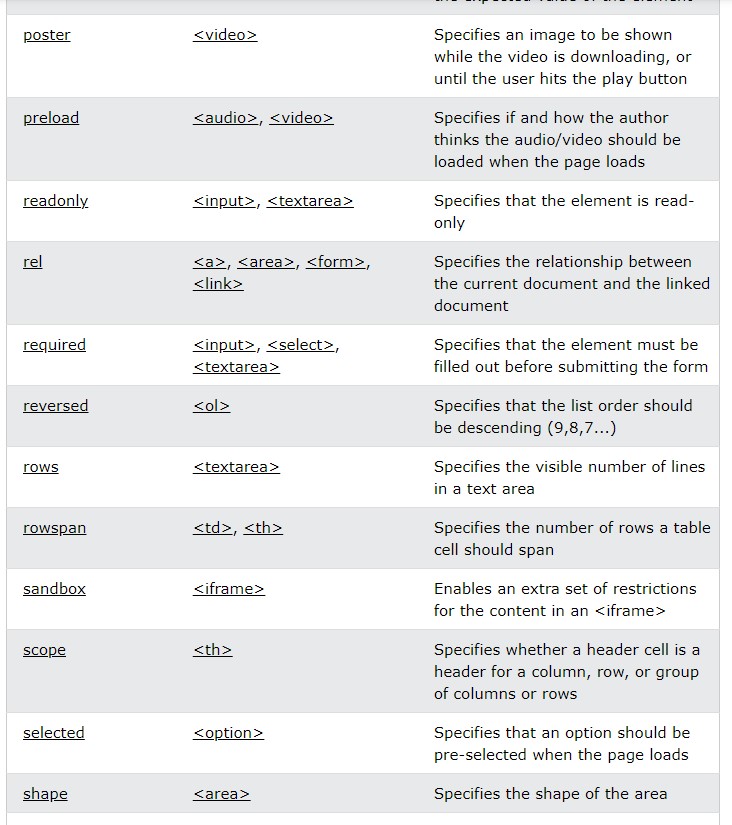 the expected value of the element
poster <video> Specifies an image to be shown
while the video is downloading, or
until the user hits the play button
preload <audio>, <video> Specifies if and how the author
thinks the audio/video should be
loaded when the page loads
readonly <input>, <textarea> Specifies that the element is read-
only
rel <a>, <area>, <form>, Specifies the relationship between
<link> the current document and the linked
document
required <input>, <select>, Specifies that the element must be
<textarea> filled out before submitting the form
reversed <ol> Specifies that the list order should
be descending (9,8,7...)
rows <textarea> Specifies the visible number of lines
in a text area
rowspan <td>, <th> Specifies the number of rows a table
cell should span
sandbox <iframe> Enables an extra set of restrictions
for the content in an <iframe>
scope <th> Specifies whether a header cell is a
header for a column, row, or group
of columns or rows
selected <option> Specifies that an option should be
pre-selected when the page loads
shape <area> Specifies the shape of the area